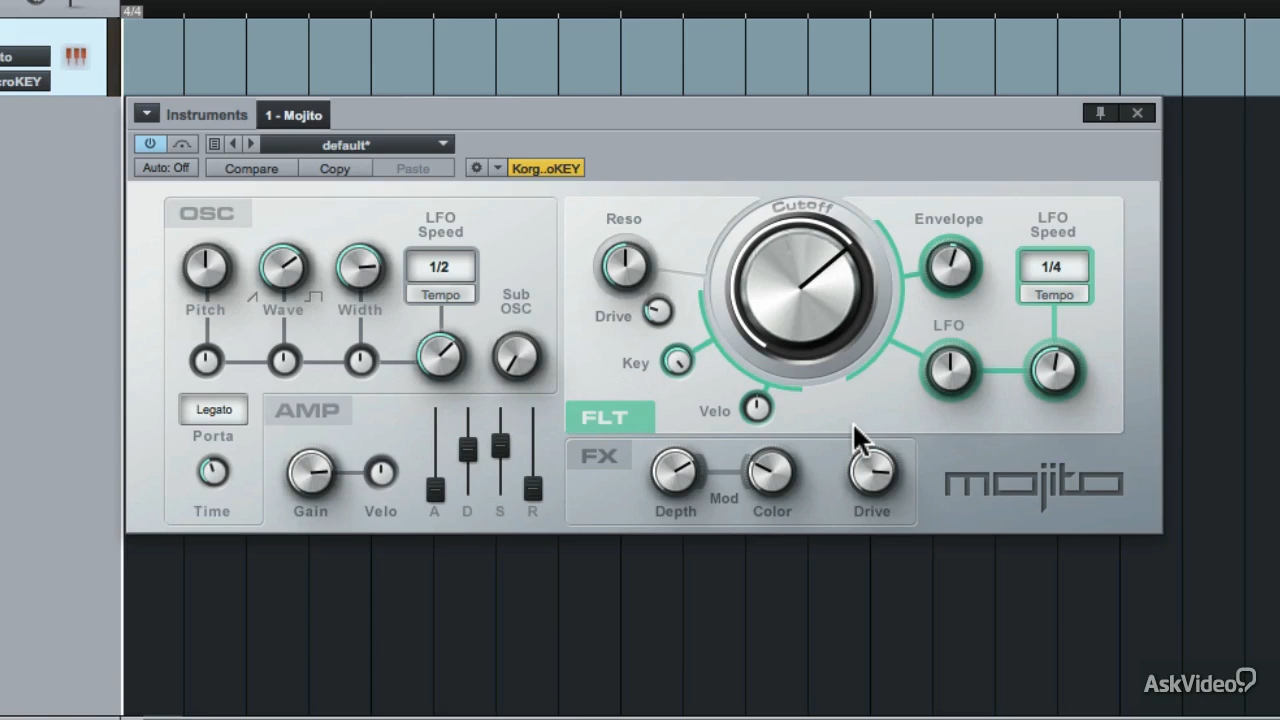 4/4
to
croKEY
Instruments
1 - Mojito
default*
Auto: Off
Compare
Copy
Paste
Korg..oKEY
OSC
LFO
Speed
1/2
Tempo
Pitch
Wave
Width
Sub
OSC
Legato
Porta
Time
AMP
Gain
Velo
A
D
S
R
Reso
Drive
Key
Velo
Cutoff
Envelope
LFO
LFO
Speed
1/4
Tempo
FLT
FX
Depth
Mod
Color
Drive
mojito
AskVideo